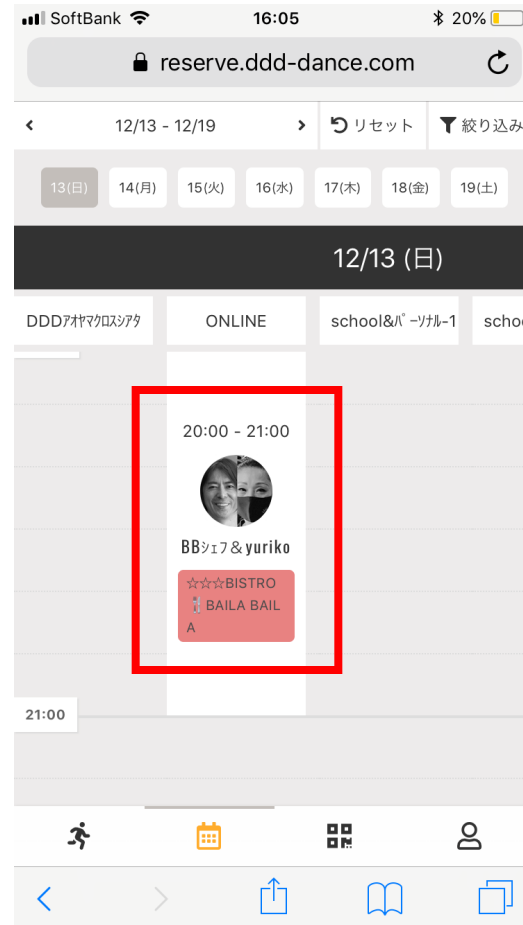 SoftBank 16:05 20%
reserve.ddd-dance.com
12/13 - 12/19 リセット 絞り込み
13(日) 14(月) 15(火) 16(水) 17(木) 18(金) 19(土)
12/13 (日)
DDDｱｵﾔﾏｸﾛｽｼｱﾀ ONLINE school&ﾊﾟｰｿﾅﾙ-1 scho
20:00 - 21:00
BBｼｪﾌ&yuriko
☆☆☆BISTRO
BAILA BAIL
A
21:00